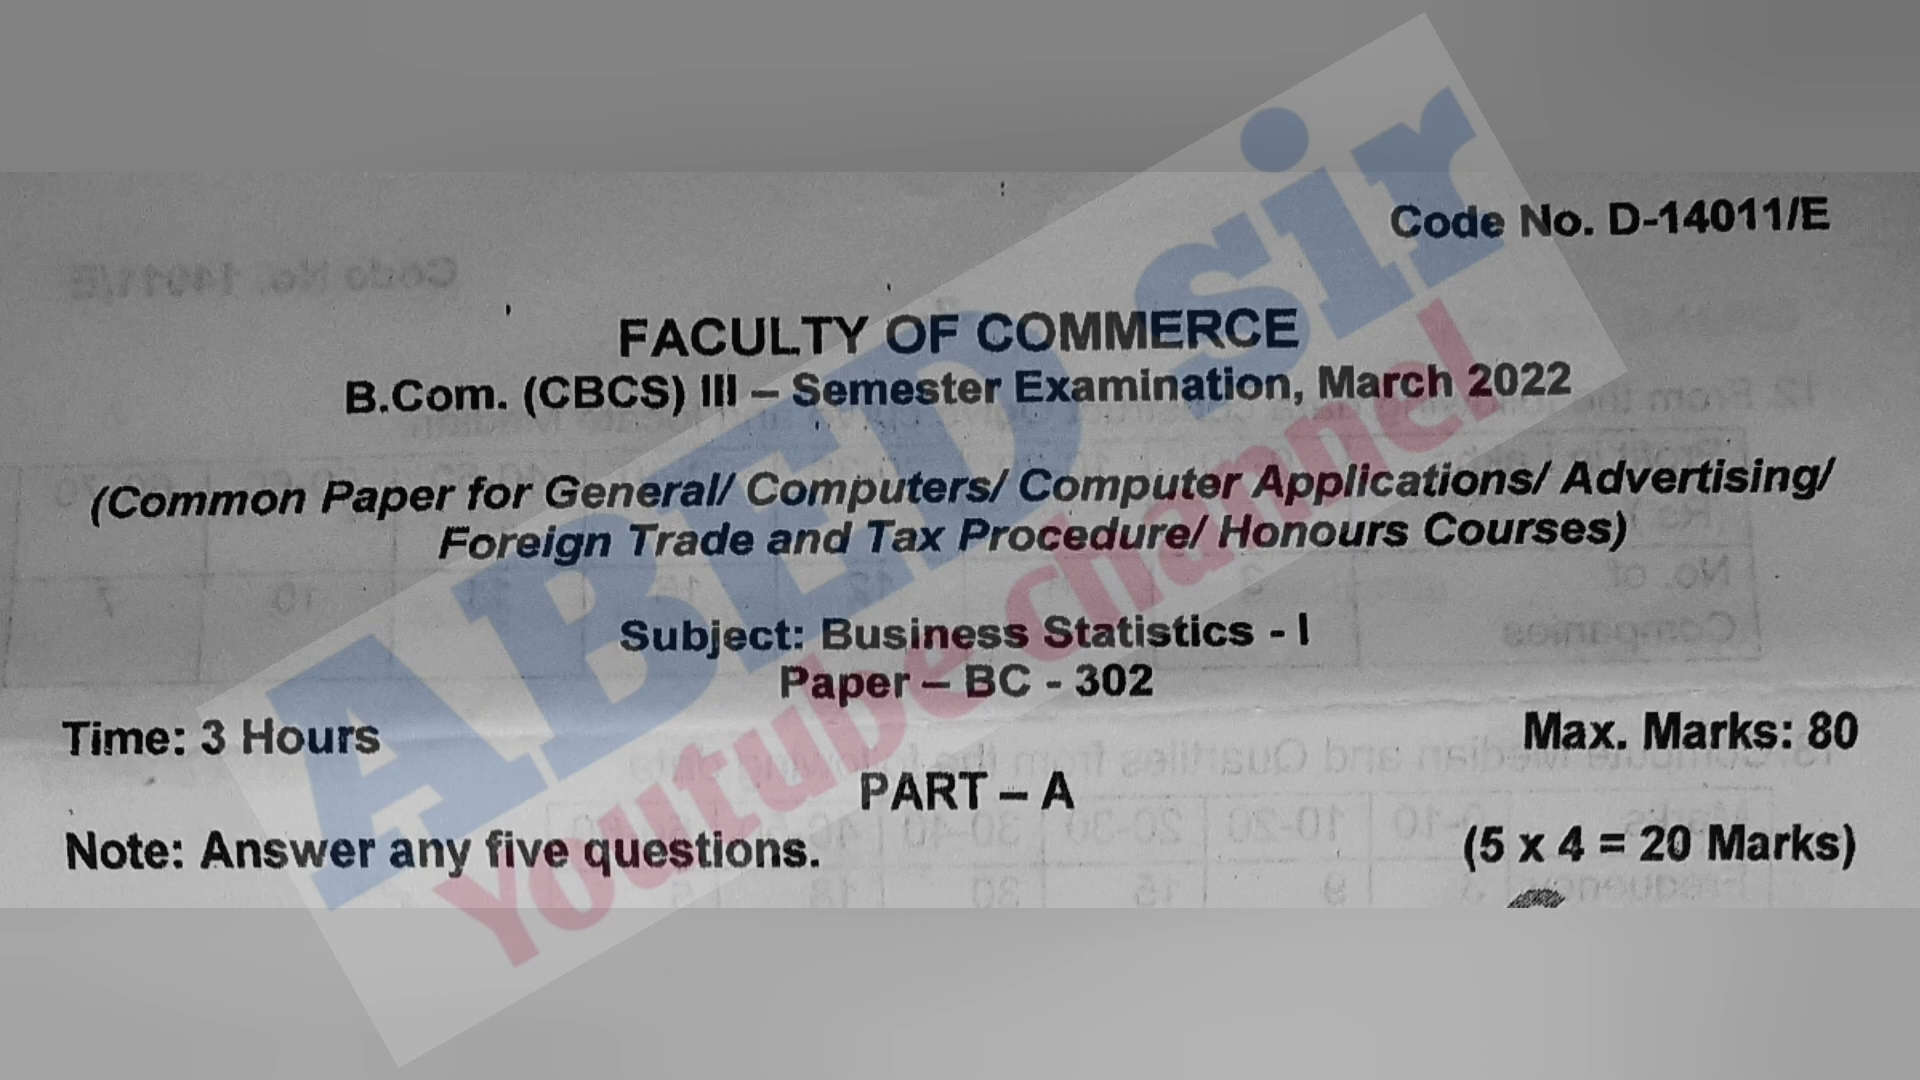 Code No. D-14011/E
FACULTY OF COMMERCE
B.Com. (CBCS) III – Semester Examination, March 2022
(Common Paper for General/ Computers/ Computer Applications/ Advertising/
Foreign Trade and Tax Procedure/ Honours Courses)
Subject: Business Statistics - I
Paper – BC - 302
Time: 3 Hours
Max. Marks: 80
PART – A
Note: Answer any five questions.
(5 x 4 = 20 Marks)
ABED sir
Youtube channel